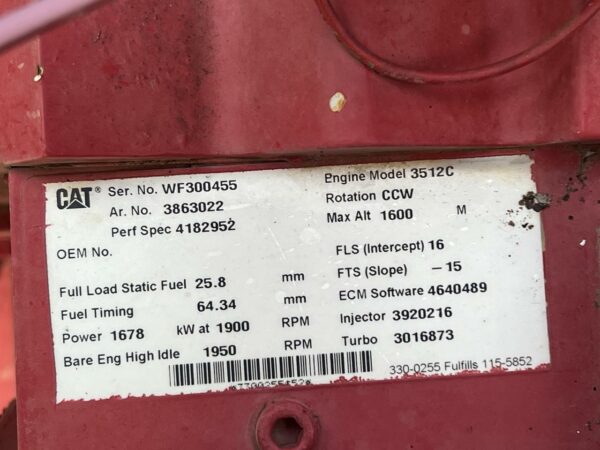 CAT® Ser. No. WF300455 Engine Model 3512C
Ar. No. 3863022 Rotation CCW
Perf Spec 4182952 Max Alt 1600 M
OEM No.
FLS (Intercept) 16
Full Load Static Fuel 25.8 mm FTS (Slope) -15
Fuel Timing 64.34 mm ECM Software 4640489
Power 1678 kW at 1900 RPM Injector 3920216
Bare Eng High Idle 1950 RPM Turbo 3016873
330-0255 Fulfills 115-5852